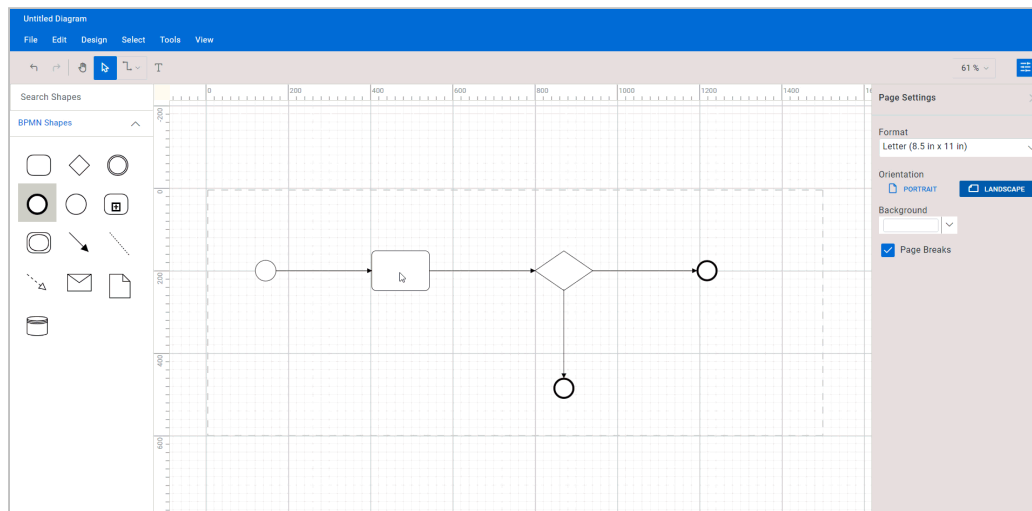 Untitled Diagram
File Edit Design Select Tools View
T
61 %
Search Shapes
BPMN Shapes
0 200 400 600 800 1000 1200 1400 16
-200
0
200
400
600
Page Settings
Format
Letter (8.5 in x 11 in)
Orientation
PORTRAIT LANDSCAPE
Background
Page Breaks